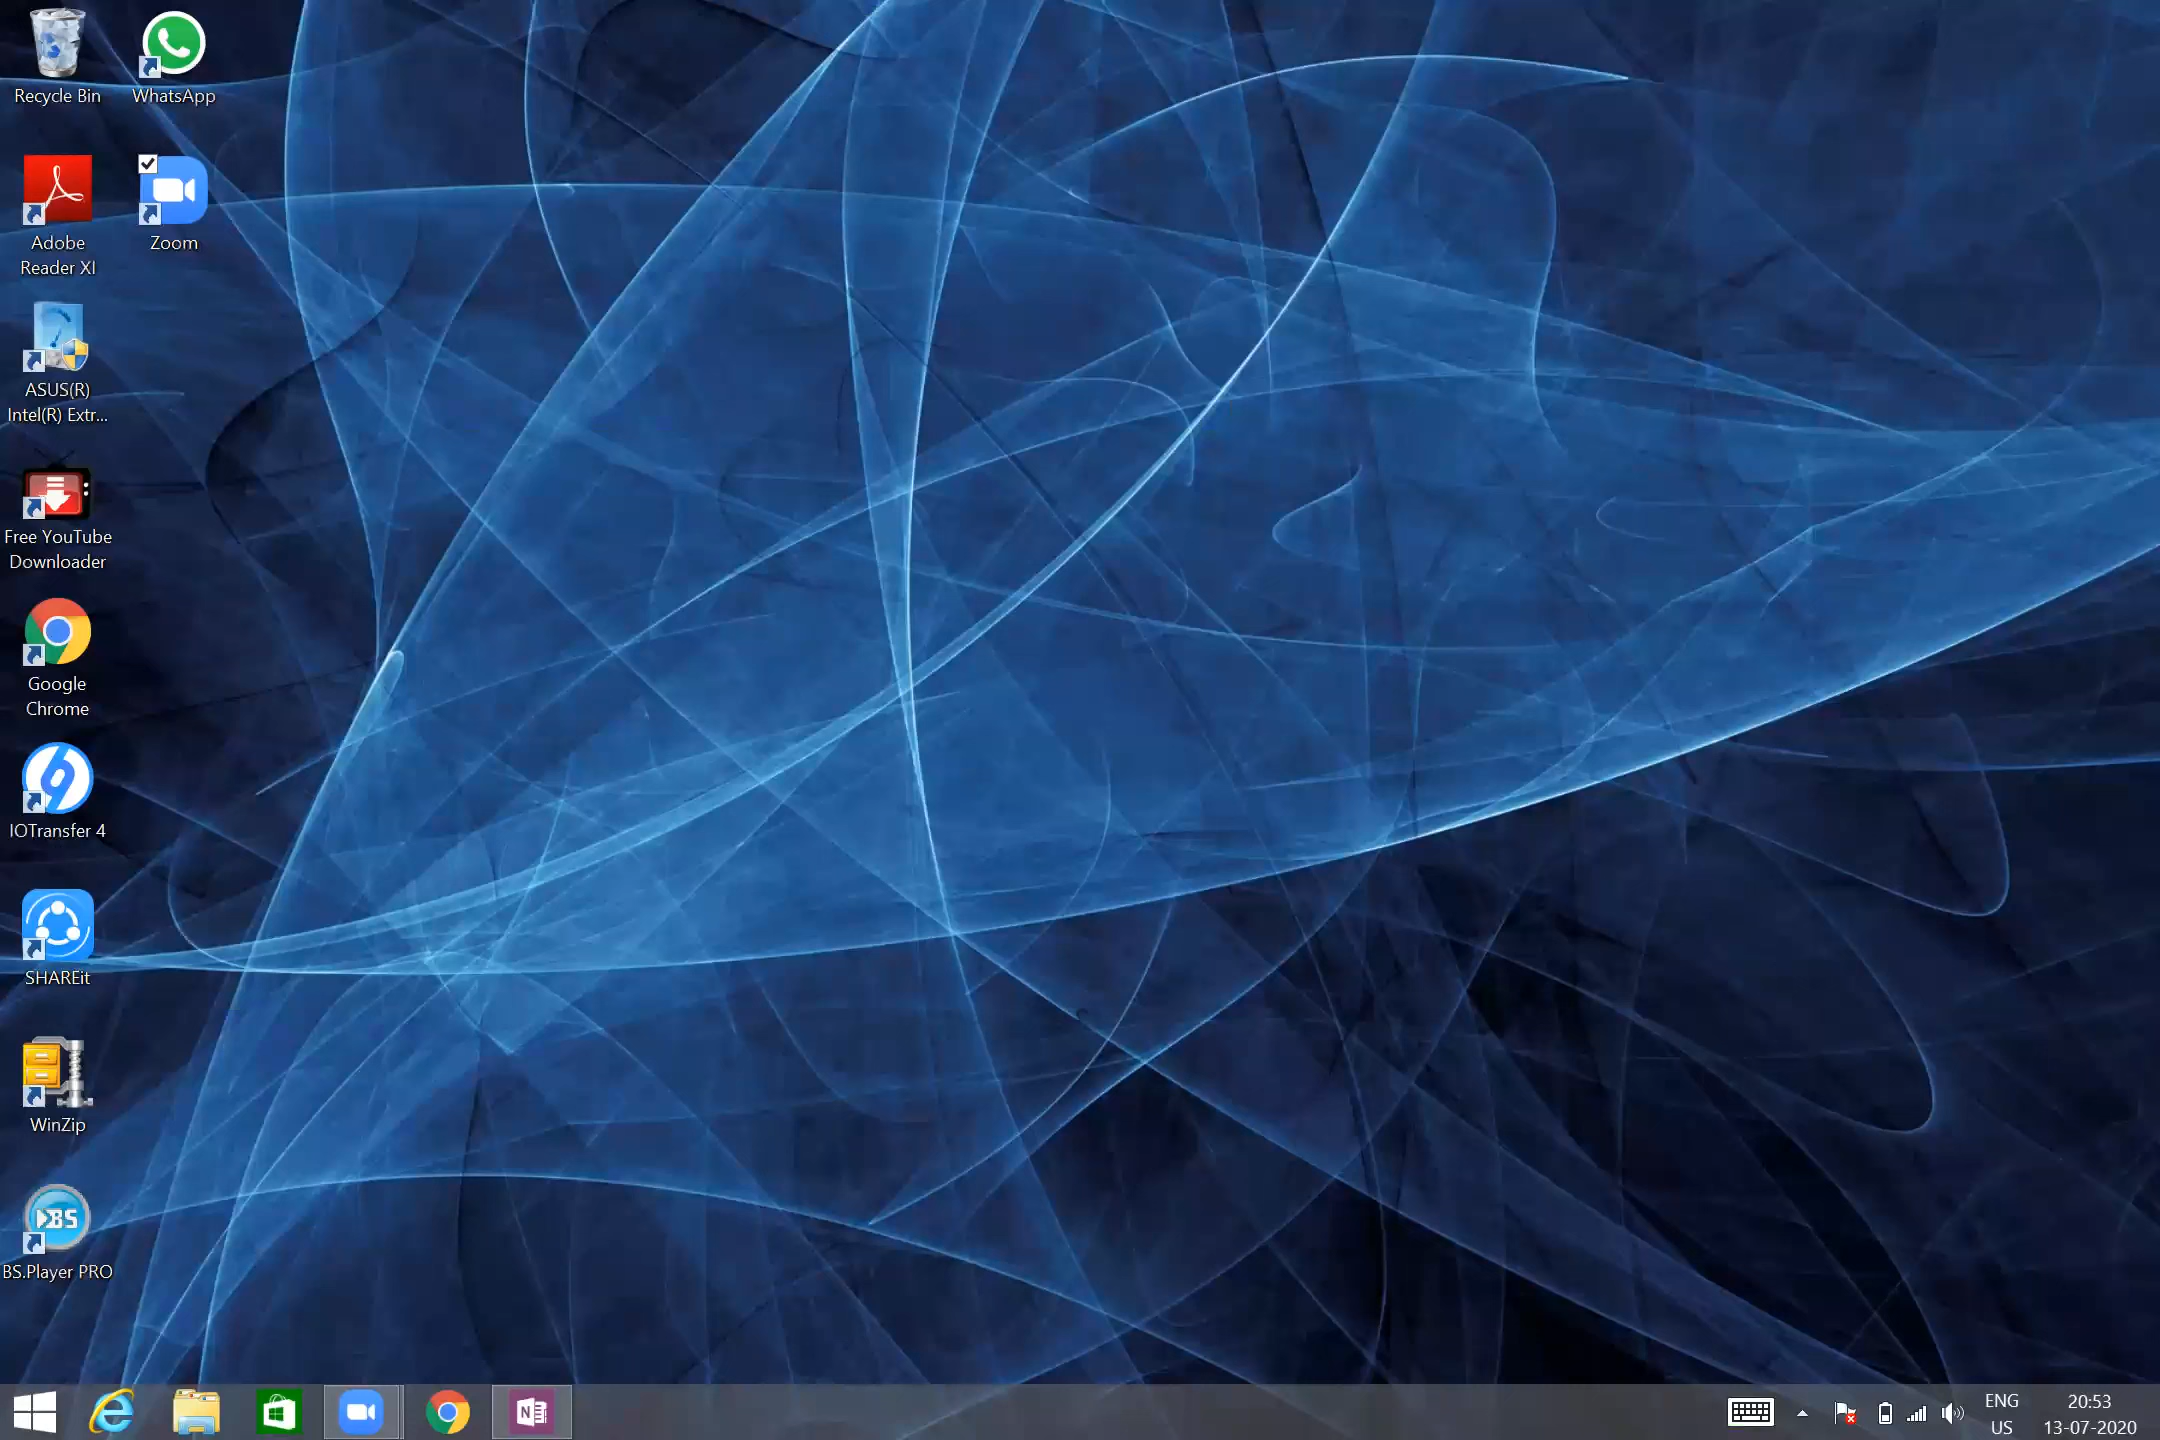 Recycle Bin
WhatsApp
Adobe
Reader XI
Zoom
ASUS(R)
Intel(R) Extr...
Free YouTube
Downloader
Google
Chrome
IOTransfer 4
SHAREit
WinZip
BS
BS.Player PRO
N
ENG
US
20:53
13-07-2020